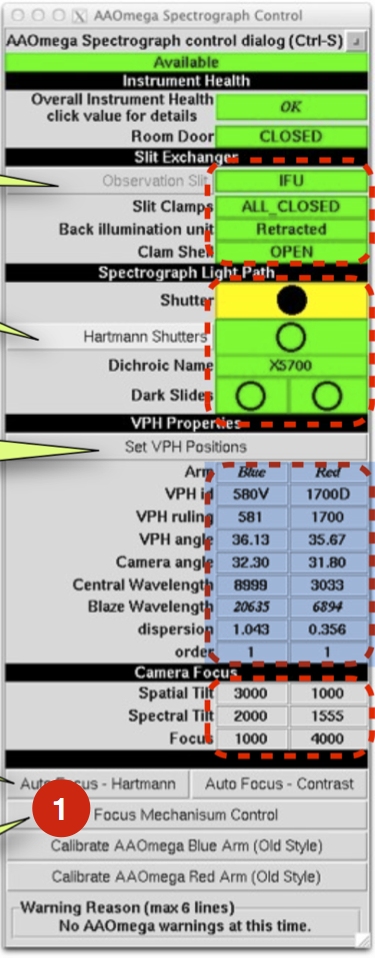 AAOmega Spectrograph Control
AAOmega Spectrograph control dialog (Ctrl-S)
Available
Instrument Health
Overall Instrument Health OK
click value for details
Room Door CLOSED
Slit Exchanger
Observation Slit IFU
Slit Clamps ALL_CLOSED
Back illumination unit Retracted
Clam Shell OPEN
Spectrograph Light Path
Shutter
Hartmann Shutters
Dichroic Name X5700
Dark Slides
VPH Properties
Set VPH Positions
Arm Blue Red
VPH id 580V 1700D
VPH ruling 581 1700
VPH angle 36.13 35.67
Camera angle 32.30 31.80
Central Wavelength 8999 3033
Blaze Wavelength 20635 6894
dispersion 1.043 0.356
order 1 1
Camera Focus
Spatial Tilt 3000 1000
Spectral Tilt 2000 1555
Focus 1000 4000
Auto Focus - Hartmann Auto Focus - Contrast
1 Focus Mechanisum Control
Calibrate AAOmega Blue Arm (Old Style)
Calibrate AAOmega Red Arm (Old Style)
Warning Reason (max 6 lines)
No AAOmega warnings at this time.